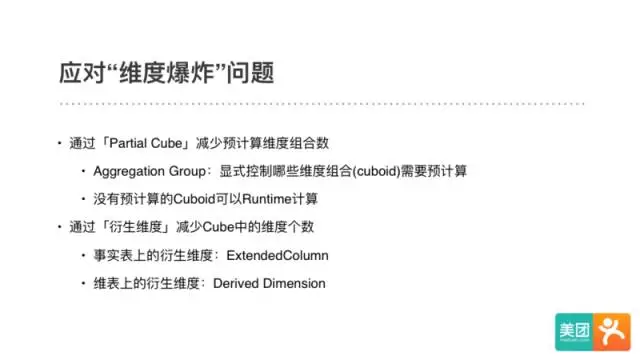 应对“维度爆炸”问题
• 通过「Partial Cube」减少预计算维度组合数
• Aggregation Group：显式控制哪些维度组合(cuboid)需要预计算
• 没有预计算的Cuboid可以Runtime计算
• 通过「衍生维度」减少Cube中的维度个数
• 事实表上的衍生维度：ExtendedColumn
• 维表上的衍生维度：Derived Dimension
美团
meituan.com